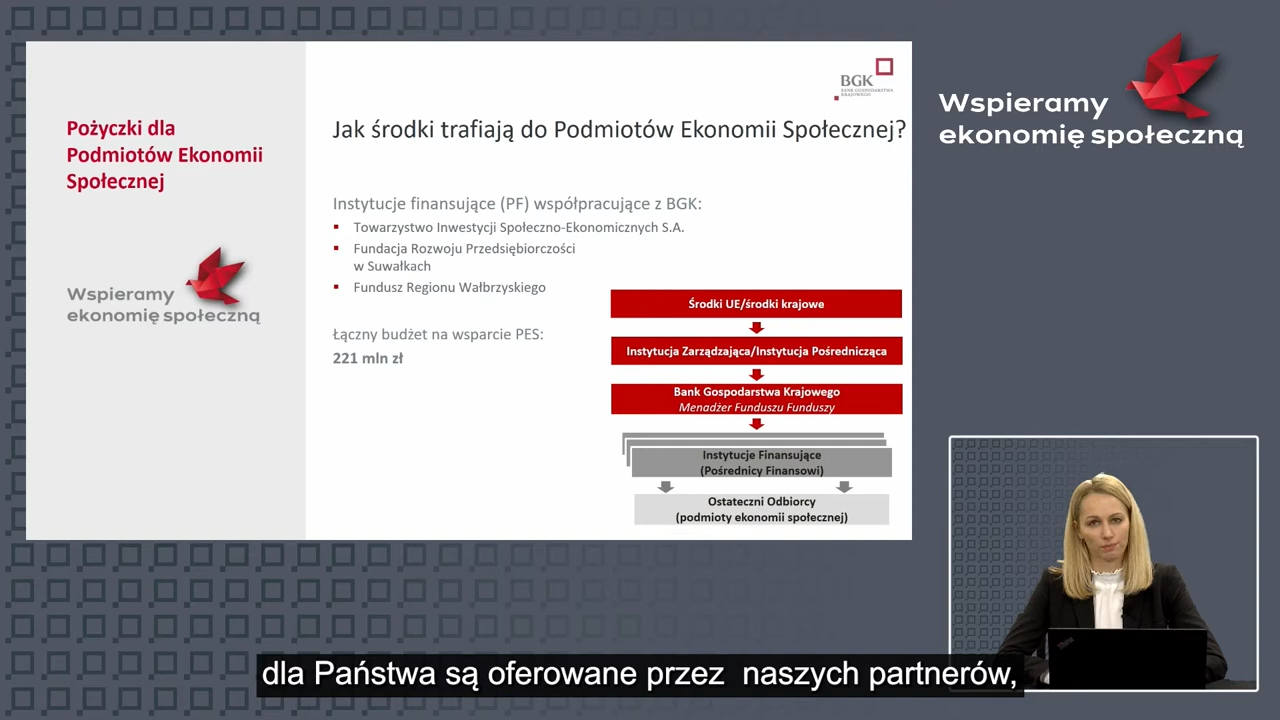 Pożyczki dla
Podmiotów Ekonomii
Społecznej
Wspieramy
ekonomię społeczną
BGK
BANK GOSPODARSTWA
KRAJOWEGO
Jak środki trafiają do Podmiotów Ekonomii Społecznej?
Instytucje finansujące (PF) współpracujące z BGK:
Towarzystwo Inwestycji Społeczno-Ekonomicznych S.A.
Fundacja Rozwoju Przedsiębiorczości
w Suwałkach
Fundusz Regionu Wałbrzyskiego
Łączny budżet na wsparcie PES:
221 mln zł
Środki UE/środki krajowe
Instytucja Zarządzająca/Instytucja Pośrednicząca
Bank Gospodarstwa Krajowego
Menadżer Funduszu Funduszy
Instytucje Finansujące
(Pośrednicy Finansowi)
Ostateczni Odbiorcy
(podmioty ekonomii społecznej)
Wspieramy
ekonomię społeczną
dla Państwa są oferowane przez naszych partnerów,